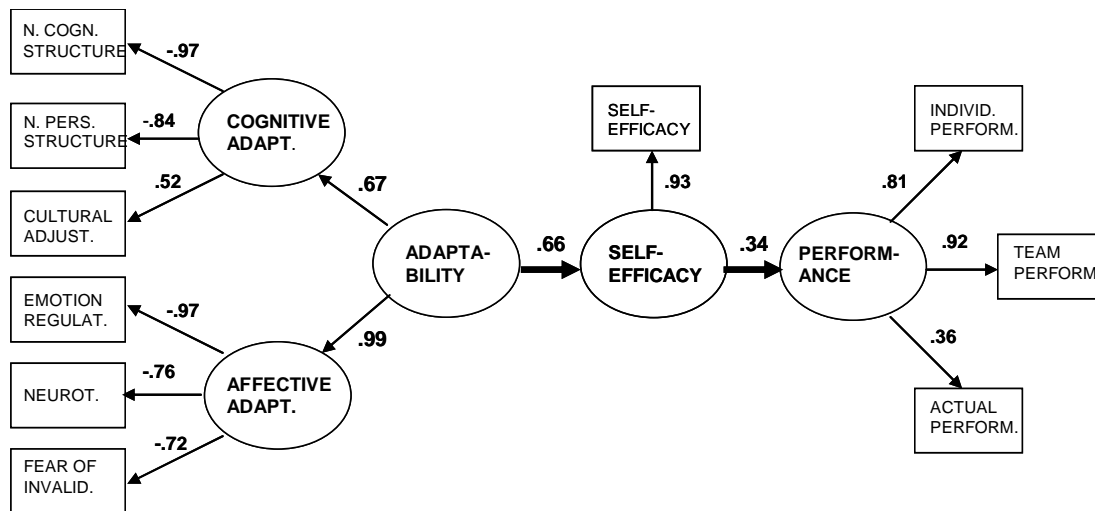 N. COGN.
STRUCTURE
-.97
N. PERS.
STRUCTURE
-.84
COGNITIVE
ADAPT.
.52
CULTURAL
ADJUST.
.67
EMOTION
REGULAT.
-.97
.99
NEUROT.
-.76
AFFECTIVE
ADAPT.
-.72
FEAR OF
INVALID.
ADAPTA-
BILITY
.66
SELF-
EFFICACY
.93
SELF-
EFFICACY
.34
PERFORM-
ANCE
.81
INDIVID.
PERFORM.
.92
TEAM
PERFORM
.36
ACTUAL
PERFORM.